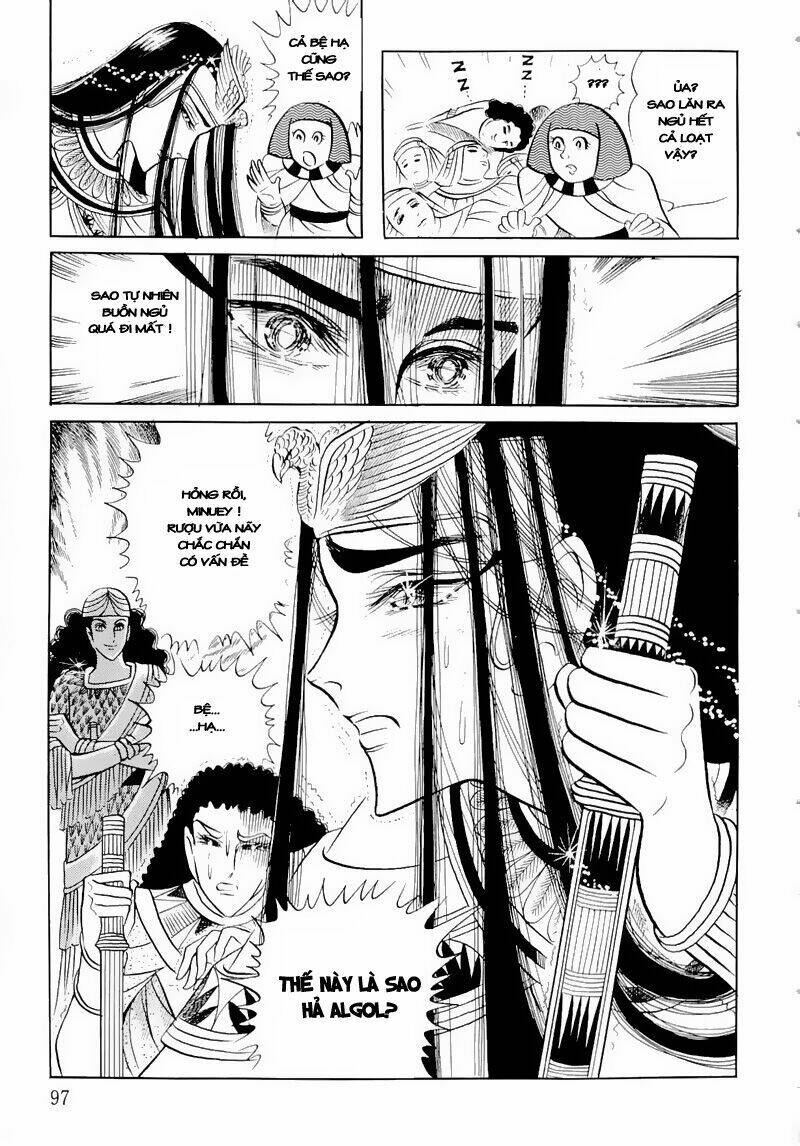 ???
ỦA?
SAO LĂN RA
NGỦ HẾT
CẢ LOẠT
VẬY?
Z
Z
Z
Z
CẢ BỆ HẠ
CŨNG
THẾ SAO?
SAO TỰ NHIÊN
BUỒN NGỦ
QUÁ ĐI MẤT !
HỎNG RỒI,
MINUEY !
RƯỢU VỪA NÃY
CHẮC CHẮN
CÓ VẤN ĐỀ
BỆ...
...HẠ...
THẾ NÀY LÀ SAO
HẢ ALGOL?
97